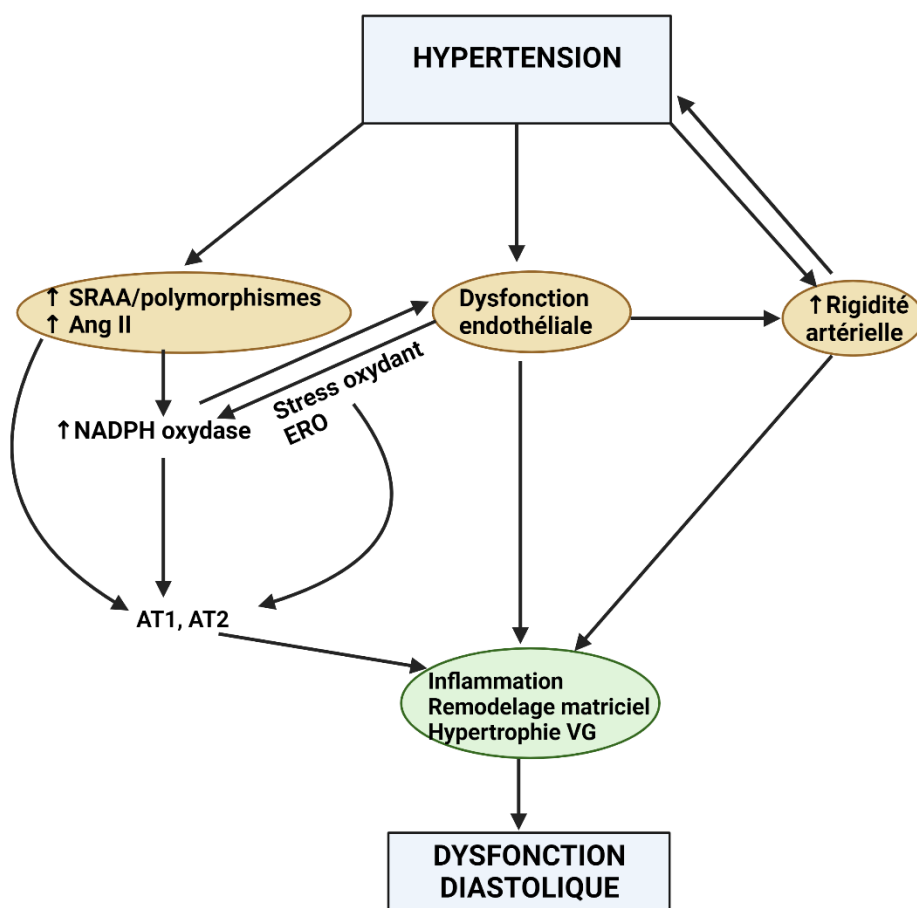 HYPERTENSION
↑ SRAA/polymorphismes
↑ Ang II
Dysfonction
endothéliale
↑Rigidité
artérielle
Stress oxydant
ERO
↑NADPH oxydase
AT1, AT2
Inflammation
Remodelage matriciel
Hypertrophie VG
DYSFONCTION
DIASTOLIQUE